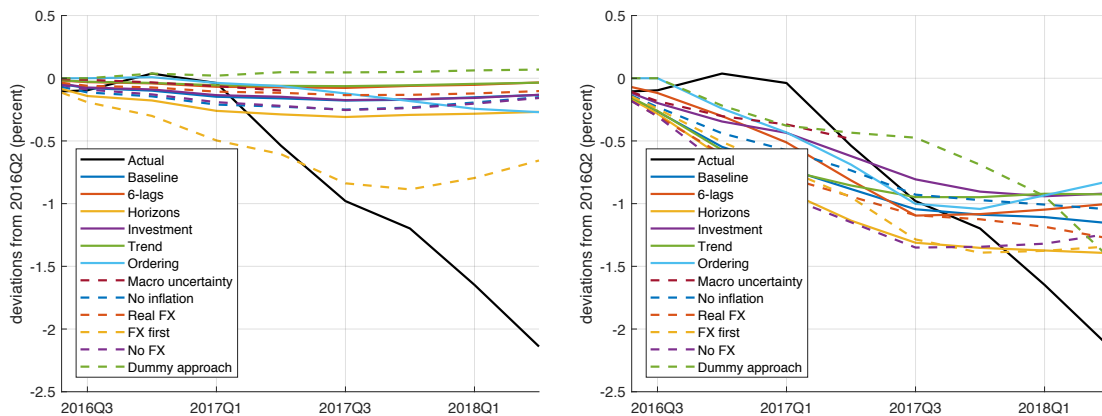 0.5
0
-0.5
-1
-1.5
-2
-2.5
deviations from 2016Q2 (percent)
Actual
Baseline
6-lags
Horizons
Investment
Trend
Ordering
Macro uncertainty
No inflation
Real FX
FX first
No FX
Dummy approach
2016Q3
2017Q1
2017Q3
2018Q1
0.5
0
-0.5
-1
-1.5
-2
-2.5
deviations from 2016Q2 (percent)
Actual
Baseline
6-lags
Horizons
Investment
Trend
Ordering
Macro uncertainty
No inflation
Real FX
FX first
No FX
Dummy approach
2016Q3
2017Q1
2017Q3
2018Q1